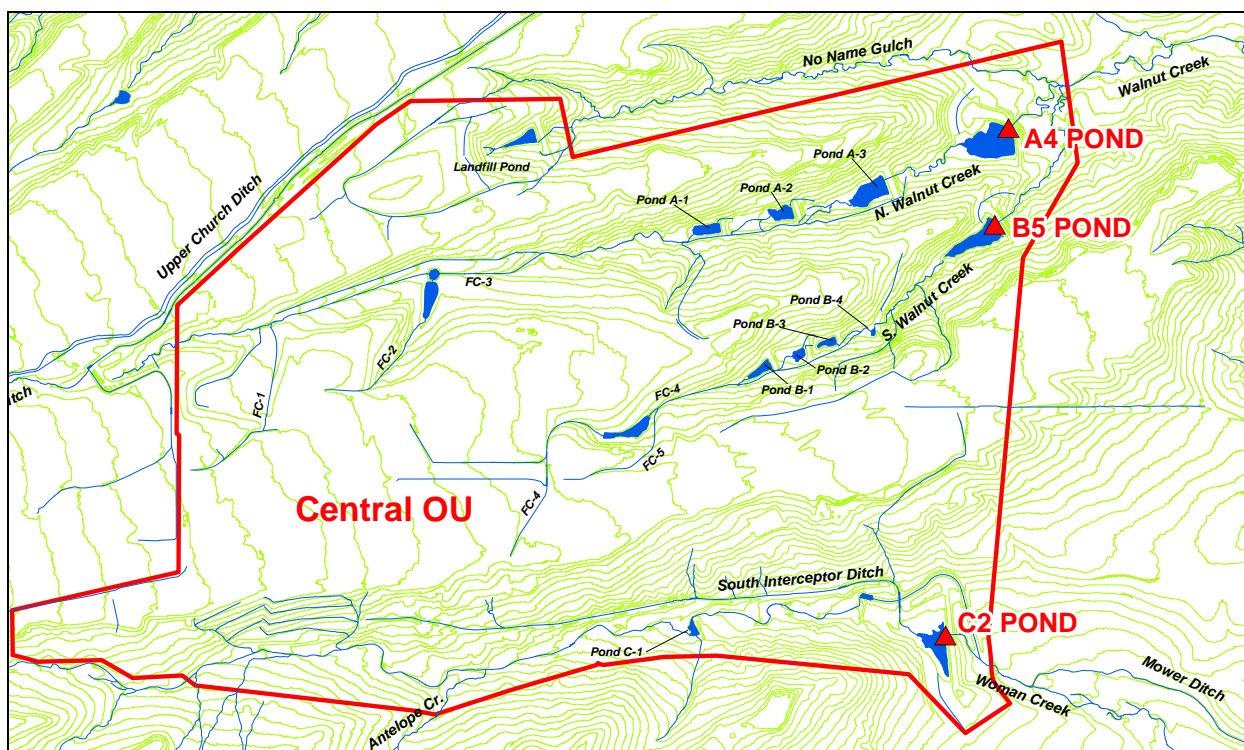 No Name Gulch
Walnut Creek
A4 POND
Landfill Pond
Pond A-3
Pond A-2
Pond A-1
N. Walnut Creek
Upper Church Ditch
B5 POND
FC-3
Pond B-4
S. Walnut Creek
Pond B-3
FC-2
Pond B-2
Pond B-1
itch
FC-1
FC-4
FC-5
Central OU
FC-4
South Interceptor Ditch
C2 POND
Pond C-1
Mower Ditch
Woman Creek
Antelope Cr.